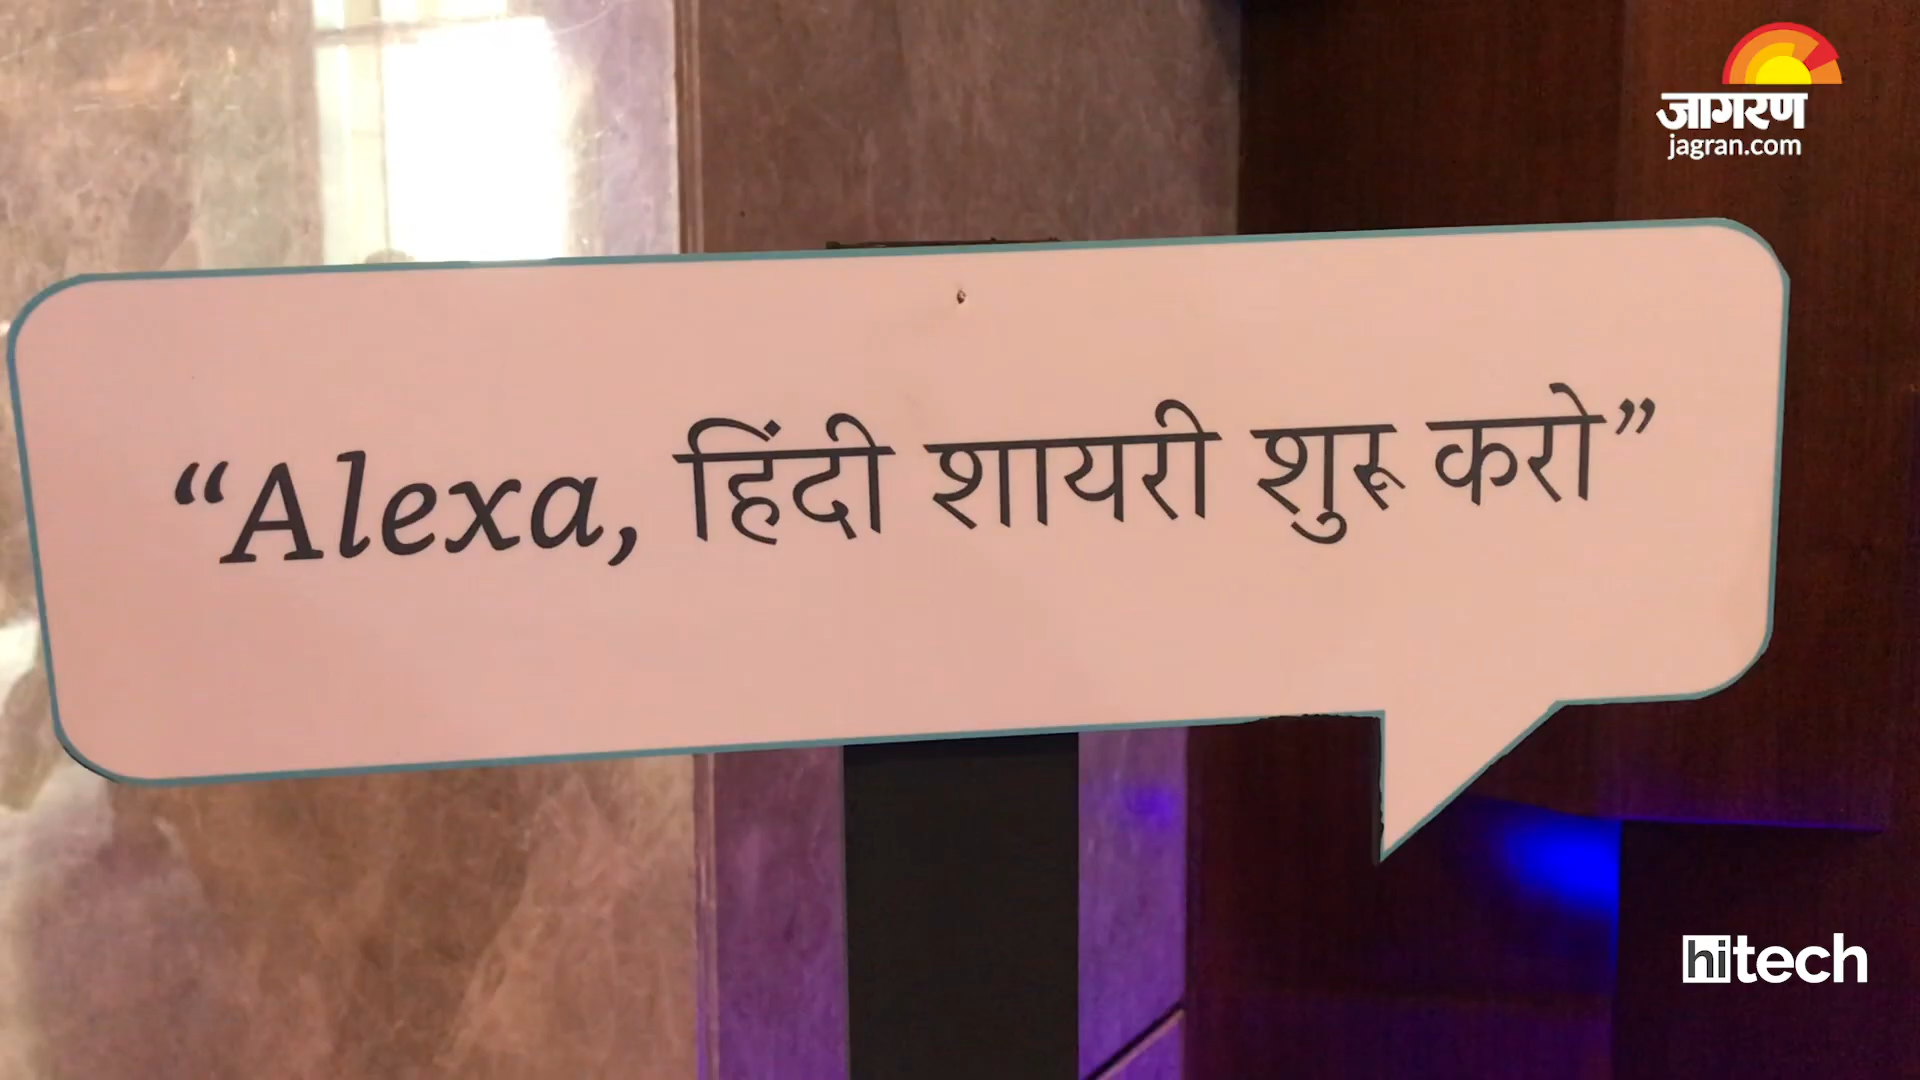 जागरण
jagran.com
“Alexa, हिंदी शायरी शुरू करो”
hitech